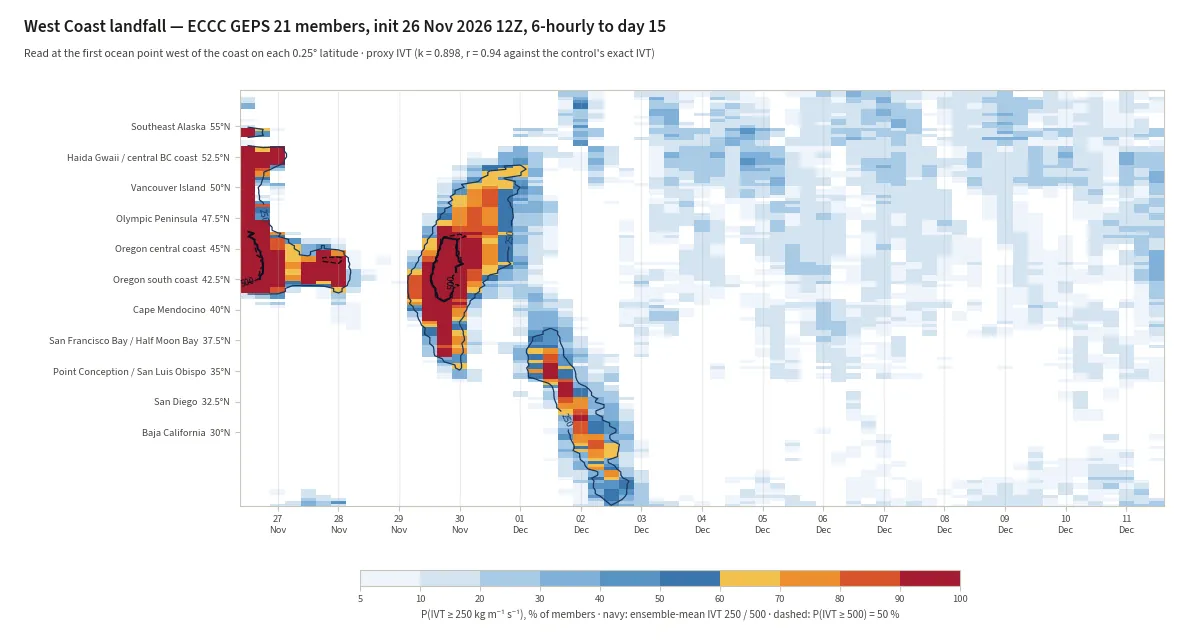 West Coast landfall — ECCC GEPS 21 members, init 26 Nov 2026 12Z, 6-hourly to day 15
Read at the first ocean point west of the coast on each 0.25° latitude · proxy IVT (k = 0.898, r = 0.94 against the control's exact IVT)
Southeast Alaska 55°N
Haida Gwaii / central BC coast 52.5°N
Vancouver Island 50°N
Olympic Peninsula 47.5°N
Oregon central coast 45°N
Oregon south coast 42.5°N
Cape Mendocino 40°N
San Francisco Bay / Half Moon Bay 37.5°N
Point Conception / San Luis Obispo 35°N
San Diego 32.5°N
Baja California 30°N
500
500
250
27 28 29 30 01 02 03 04 05 06 07 08 09 10 11
Nov Nov Nov Nov Dec Dec Dec Dec Dec Dec Dec Dec Dec Dec Dec
5 10 20 30 40 50 60 70 80 90 100
P(IVT ≥ 250 kg m⁻¹ s⁻¹), % of members · navy: ensemble-mean IVT 250 / 500 · dashed: P(IVT ≥ 500) = 50 %